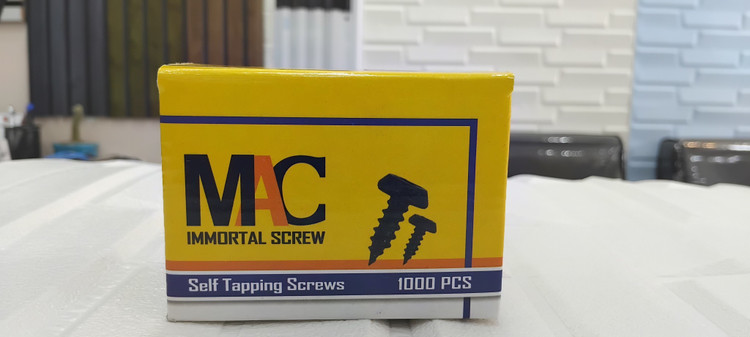 MAC
IMMORTAL SCREW
Self Tapping Screws 1000 PCS